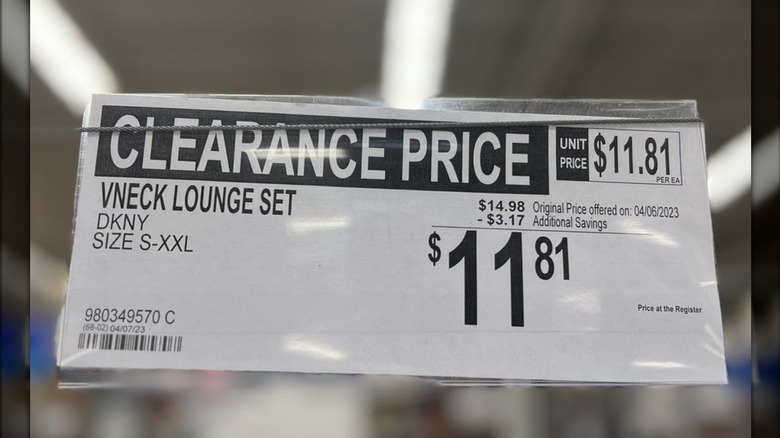 CLEARANCE PRICE
UNIT PRICE $11.81 PER EA
VNECK LOUNGE SET
DKNY
SIZE S-XXL
$14.98 Original Price offered on: 04/06/2023
- $3.17 Additional Savings
$11 81
Price at the Register
980349570 C
(68-02) 04/07/23